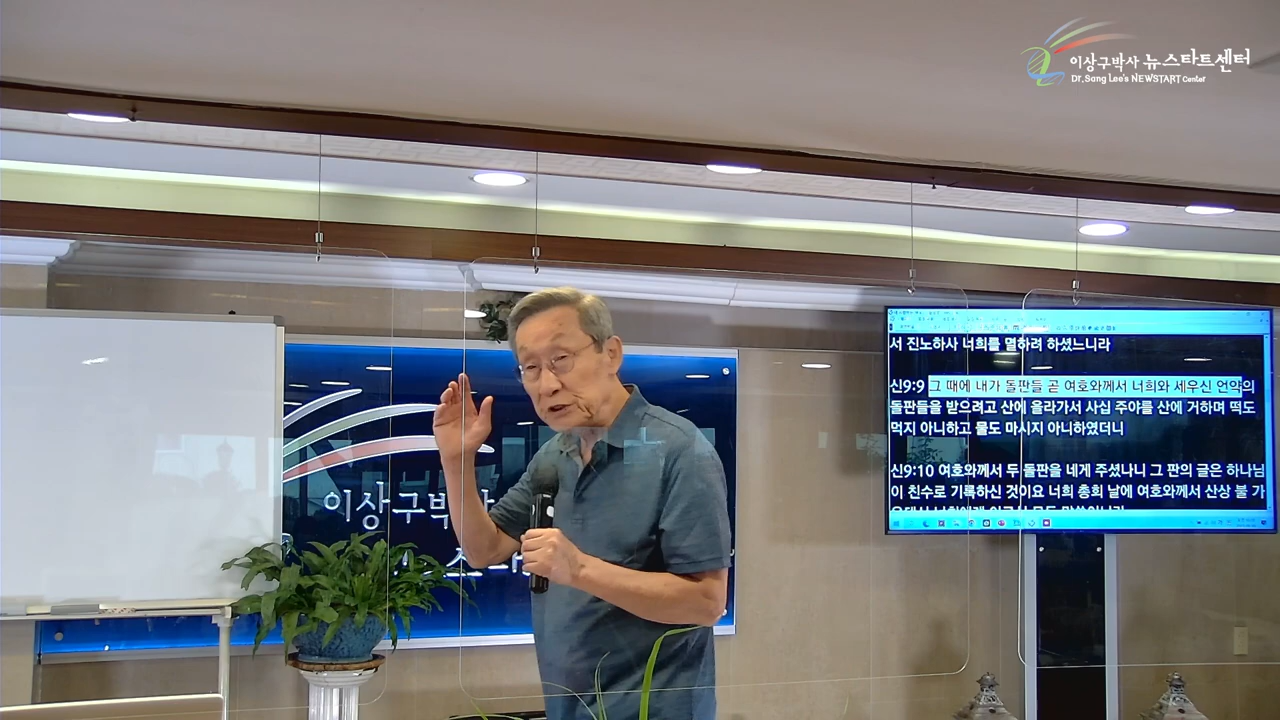 이상구박사 뉴스타트센터
Dr. Sang Lee's NEWSTART Center
서 진노하사 너희를 멸하려 하셨느니라
신9:9 그 때에 내가 돌판들 곧 여호와께서 너희와 세우신 언약의
돌판들을 받으려고 산에 올라가서 사십 주야를 산에 거하며 떡도
먹지 아니하고 물도 마시지 아니하였더니
신9:10 여호와께서 두 돌판을 네게 주셨나니 그 판의 글은 하나님
이 친수로 기록하신 것이요 너희 총회 날에 여호와께서 산상 불 가
이상구박사